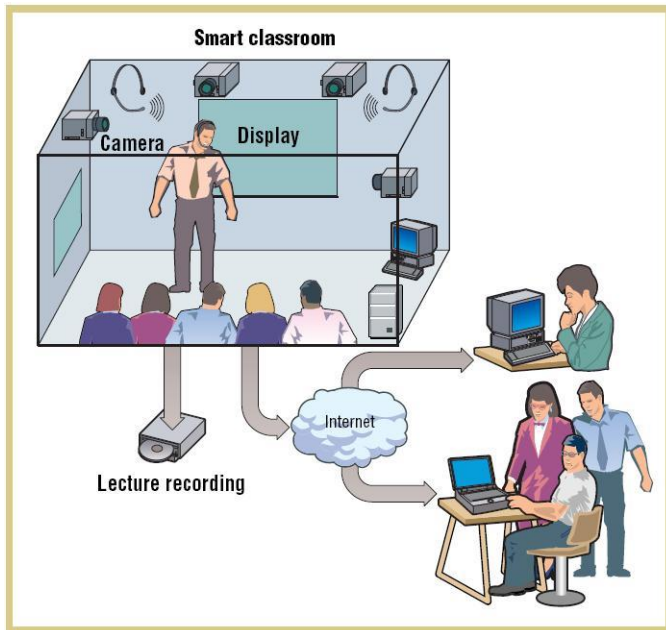 Smart classroom
Camera
Display
Internet
Lecture recording